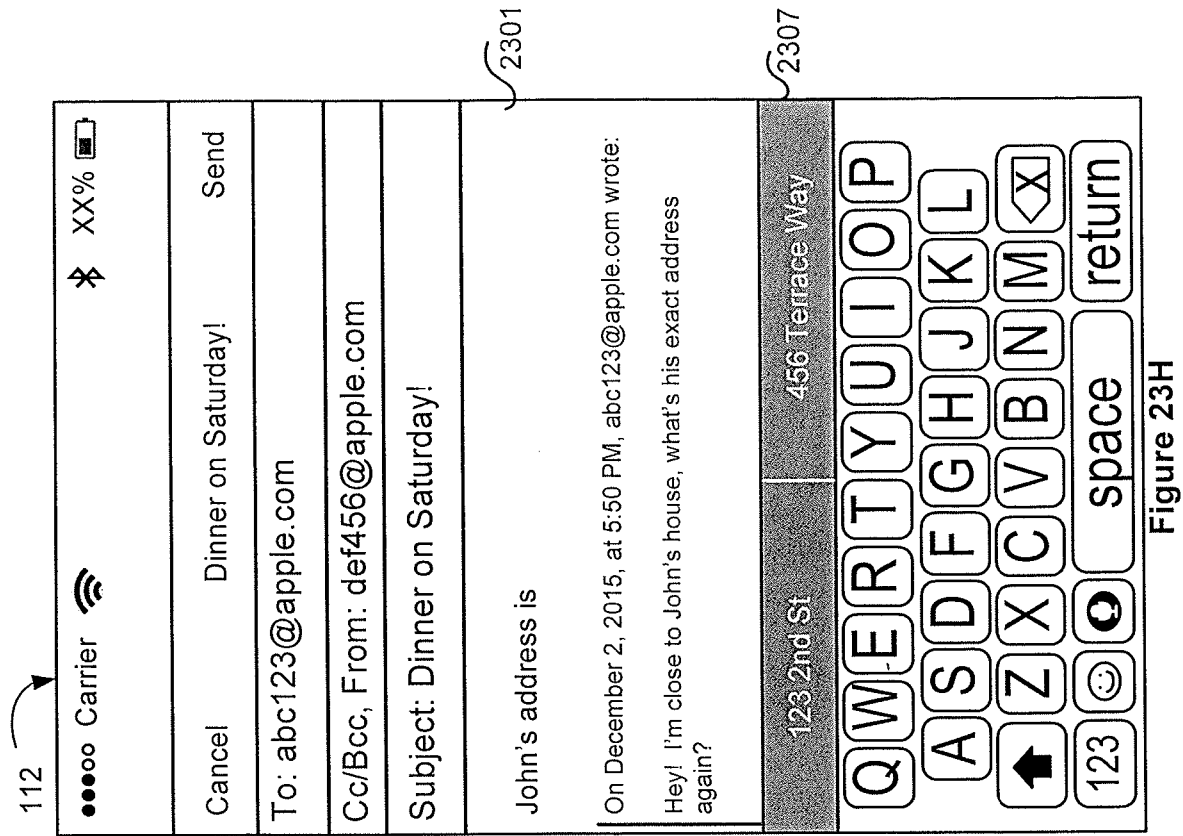 112
Carrier XX%
Cancel Dinner on Saturday! Send
To: abc123@apple.com
Cc/Bcc, From: def456@apple.com
Subject: Dinner on Saturday!
2301
John's address is
On December 2, 2015, at 5:50 PM, abc123@apple.com wrote:
Hey! I'm close to John's house, what's his exact address
again?
2307
123 2nd St 456 Terrace Way
Q W E R T Y U I O P
A S D F G H J K L
Z X C V B N M X
123 space return
Figure 23H